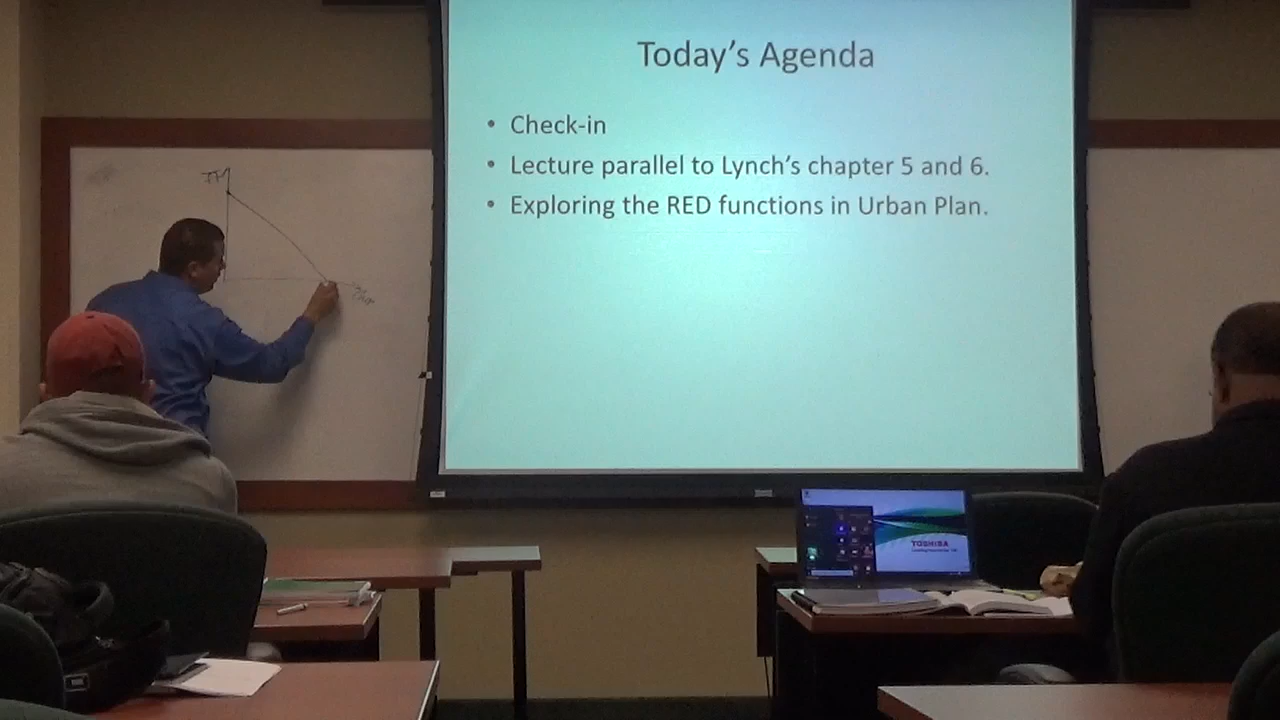 Today's Agenda
• Check-in
• Lecture parallel to Lynch's chapter 5 and 6.
• Exploring the RED functions in Urban Plan.
TOSHIBA